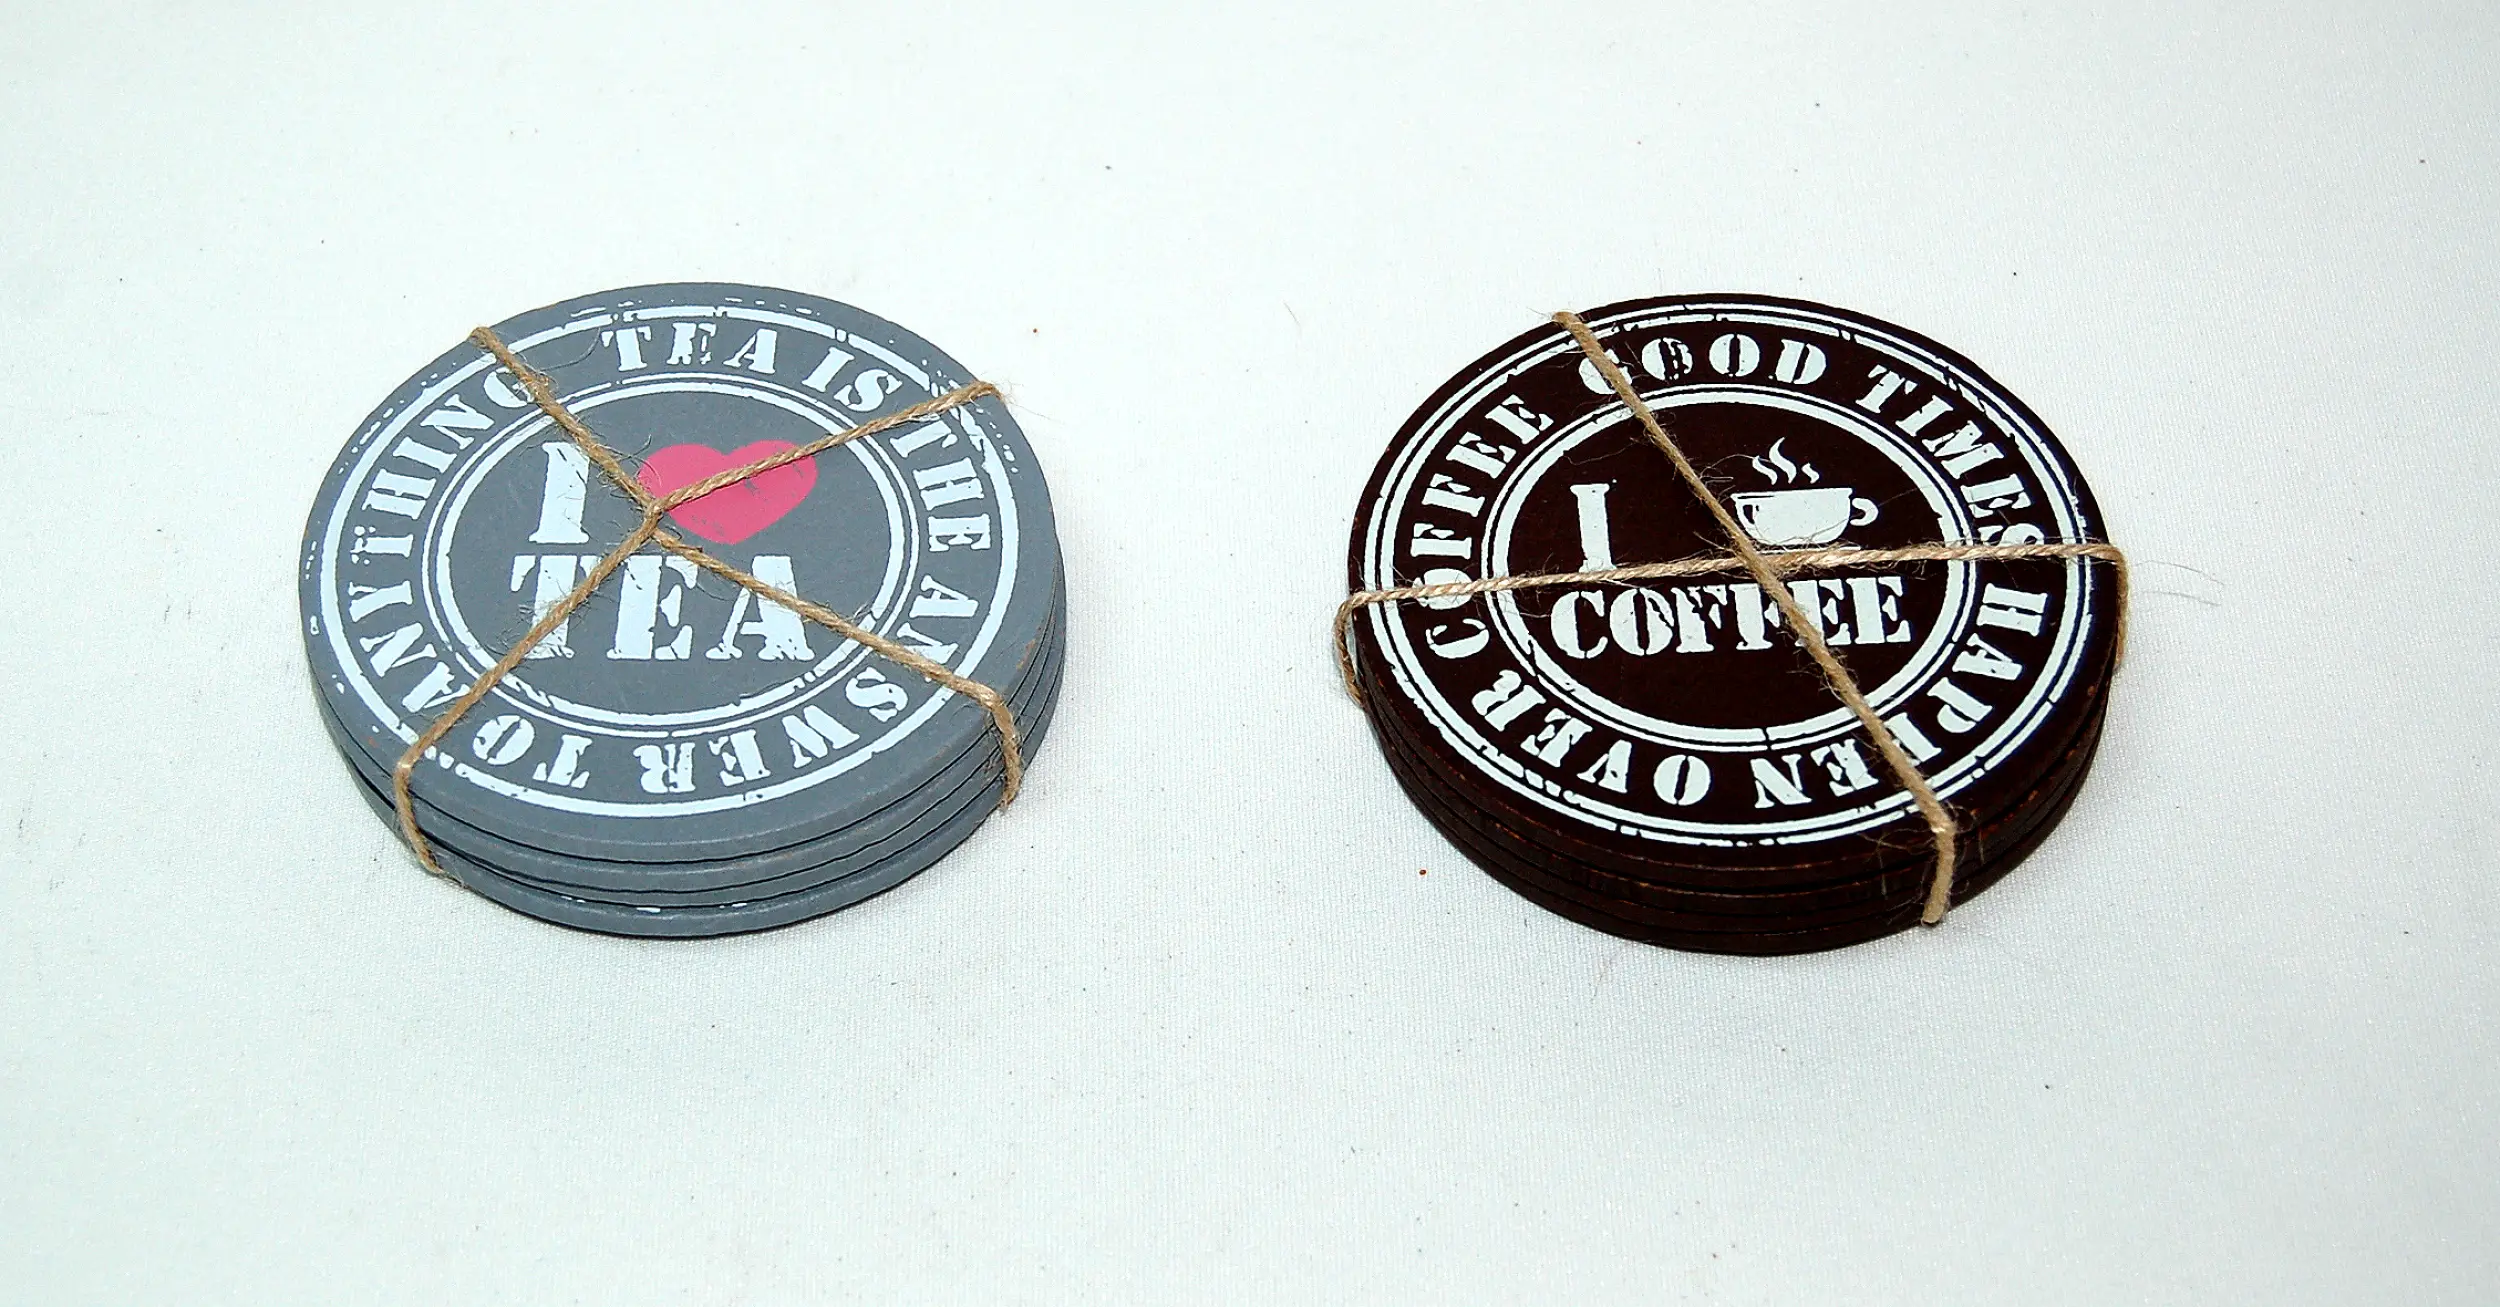 TEA IS THE ANSWER TO ANYTHING
I
TEA
GOOD TIMES HAPPEN OVER COFFEE
I
COFFEE